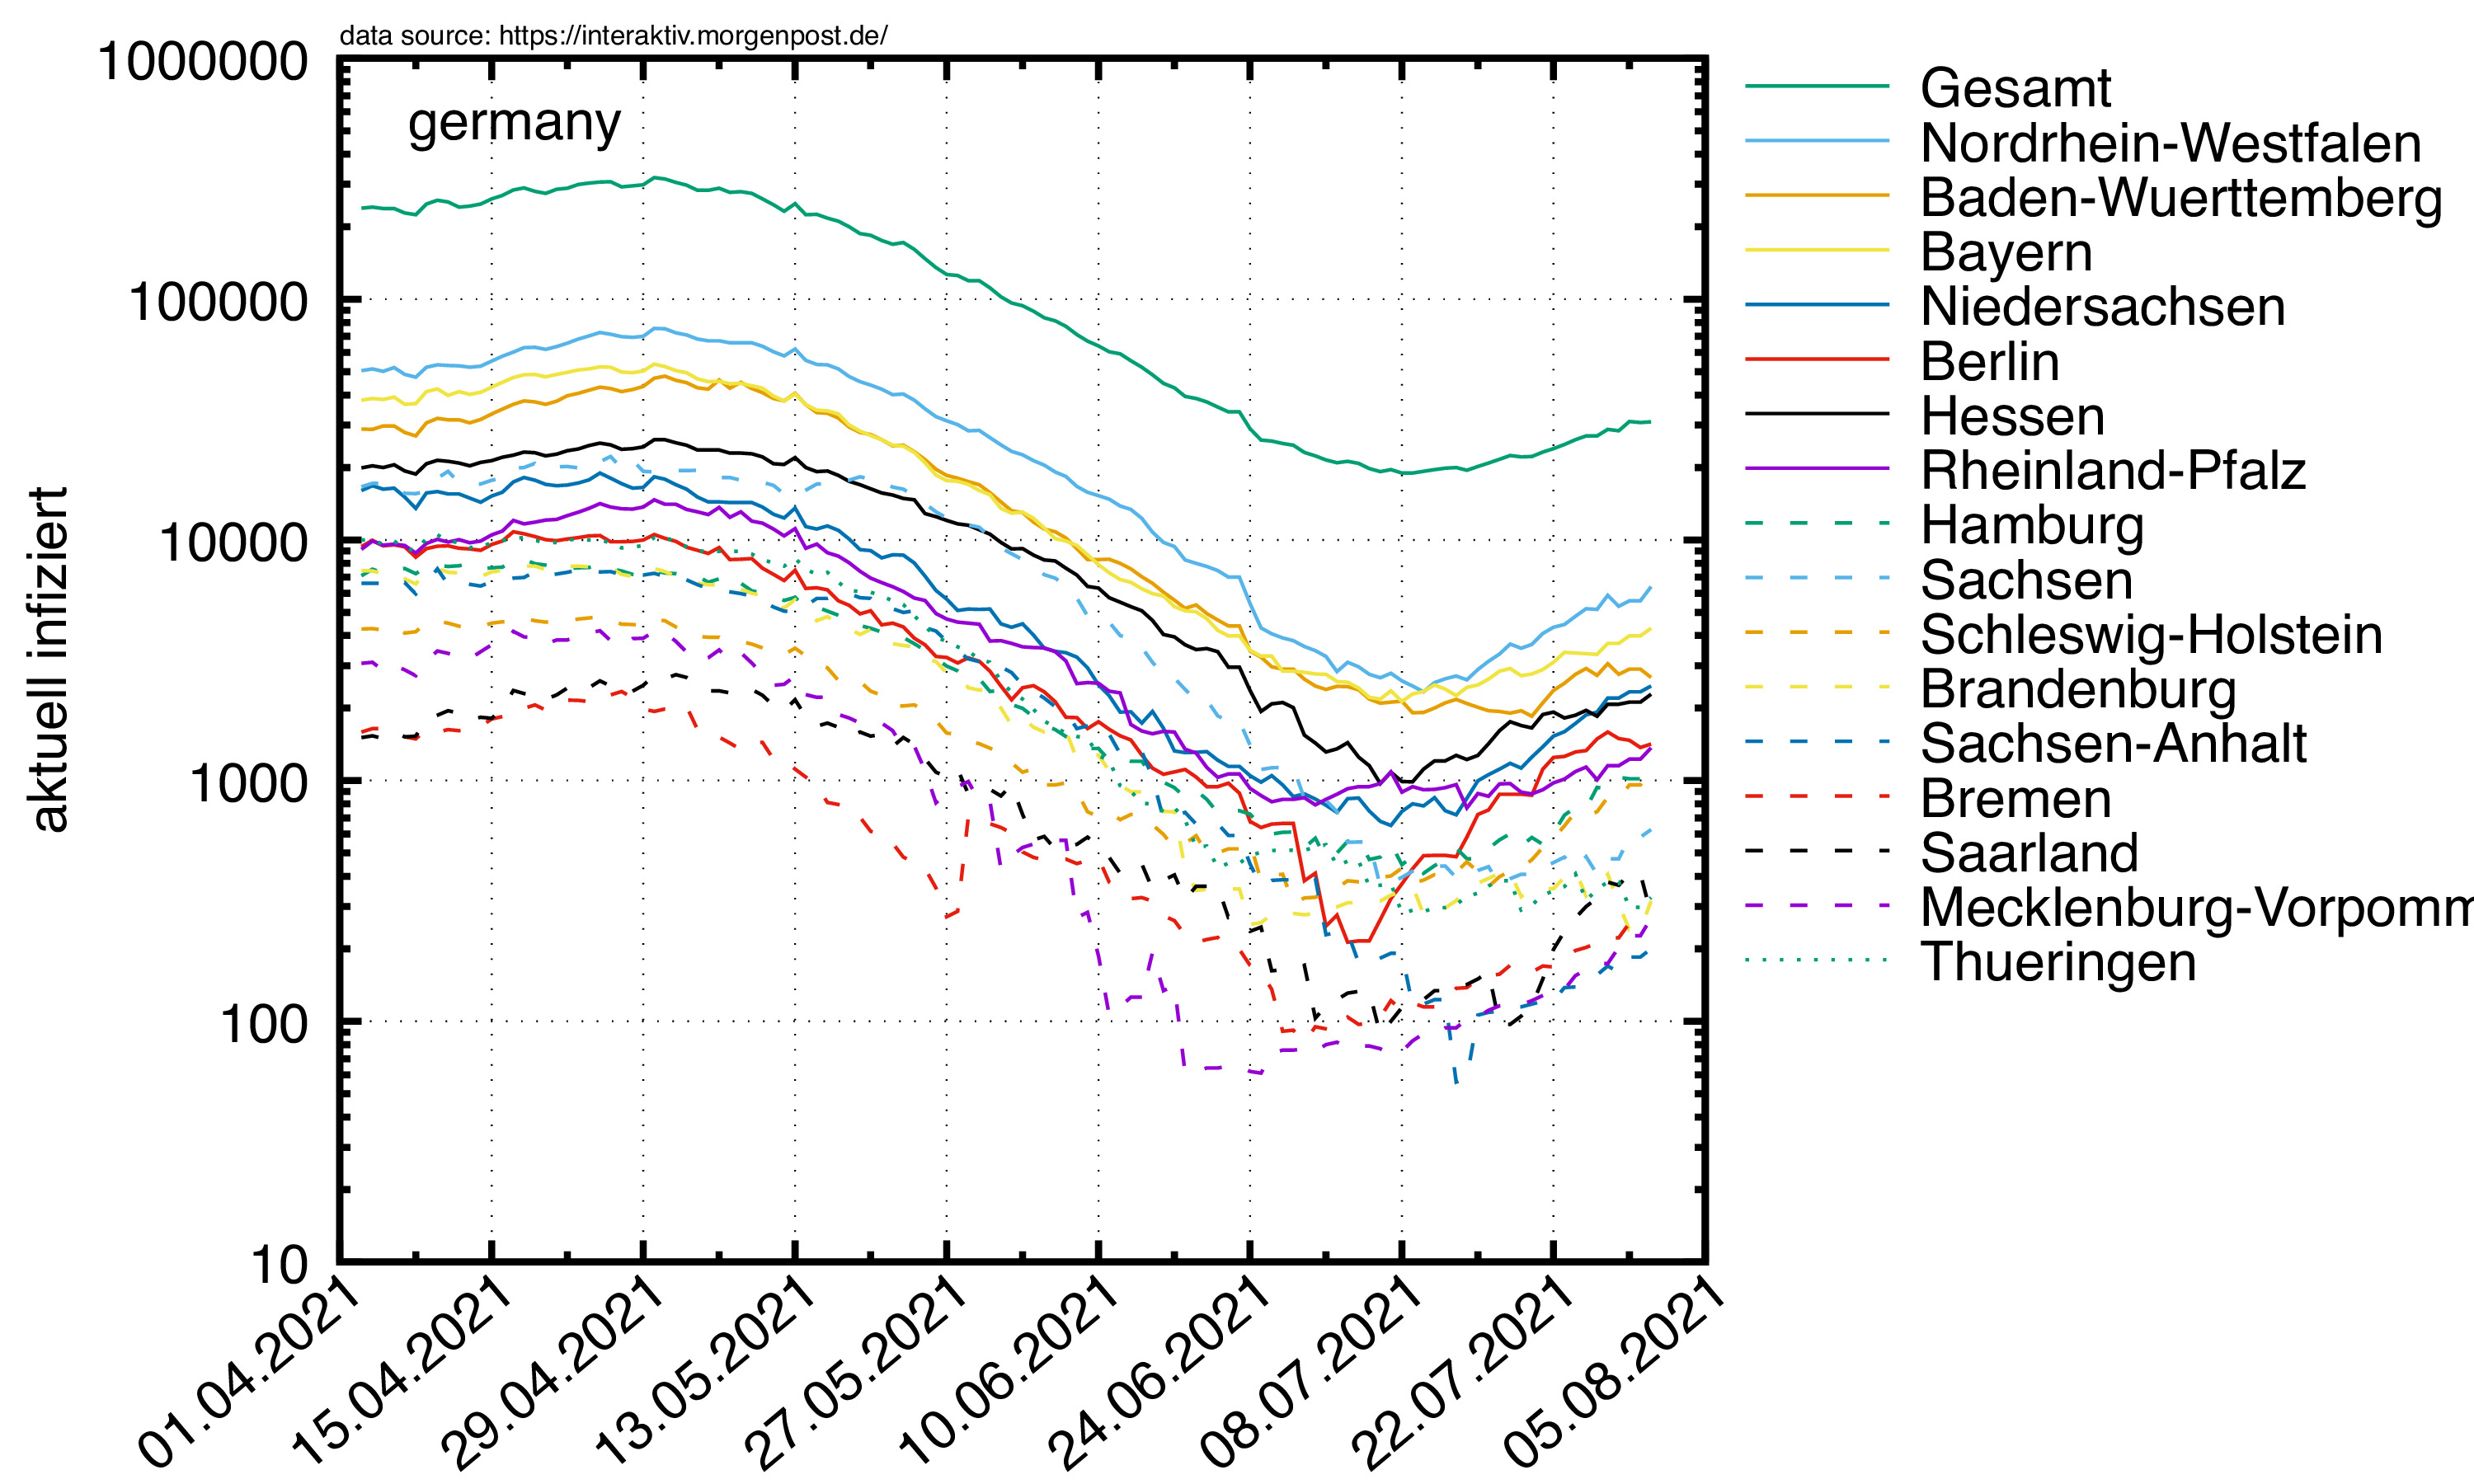 data source: https://interaktiv.morgenpost.de/
germany
aktuell infiziert
1000000
100000
10000
1000
100
10
01.04.2021
15.04.2021
29.04.2021
13.05.2021
27.05.2021
10.06.2021
24.06.2021
08.07.2021
22.07.2021
05.08.2021
Gesamt
Nordrhein-Westfalen
Baden-Wuerttemberg
Bayern
Niedersachsen
Berlin
Hessen
Rheinland-Pfalz
Hamburg
Sachsen
Schleswig-Holstein
Brandenburg
Sachsen-Anhalt
Bremen
Saarland
Mecklenburg-Vorpomm
Thueringen